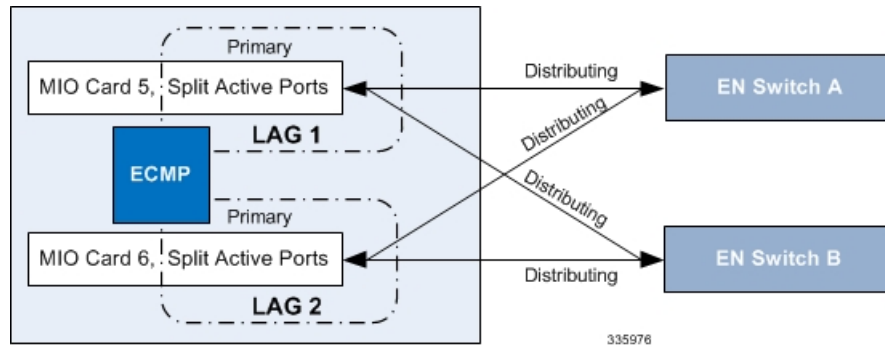 Primary
MIO Card 5, Split Active Ports
LAG 1
ECMP
Primary
MIO Card 6, Split Active Ports
LAG 2
Distributing
Distributing
Distributing
Distributing
EN Switch A
EN Switch B
335976